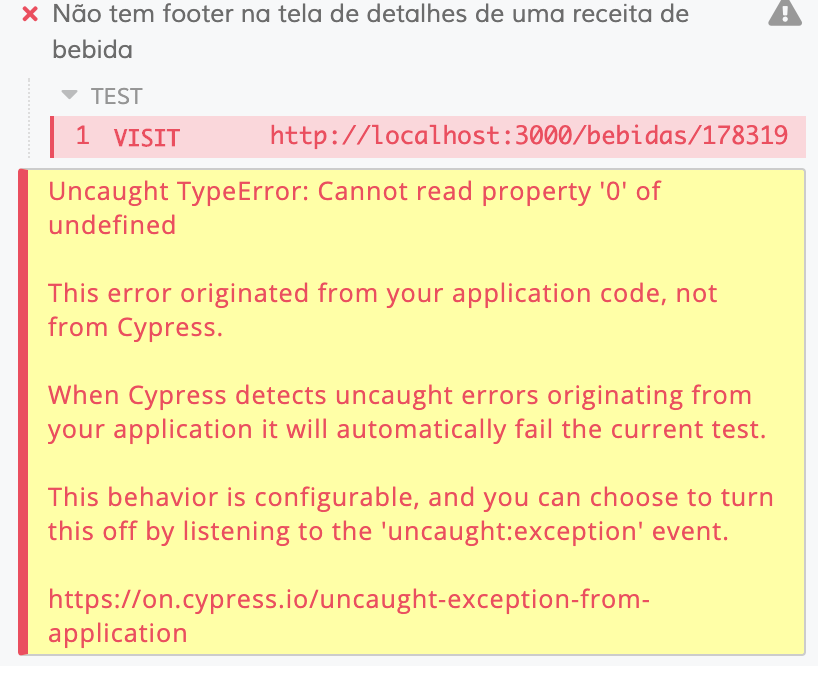 Não tem footer na tela de detalhes de uma receita de
bebida
TEST
1 VISIT http://localhost:3000/bebidas/178319
Uncaught TypeError: Cannot read property '0' of
undefined
This error originated from your application code, not
from Cypress.
When Cypress detects uncaught errors originating from
your application it will automatically fail the current test.
This behavior is configurable, and you can choose to turn
this off by listening to the 'uncaught:exception' event.
https://on.cypress.io/uncaught-exception-from-
application